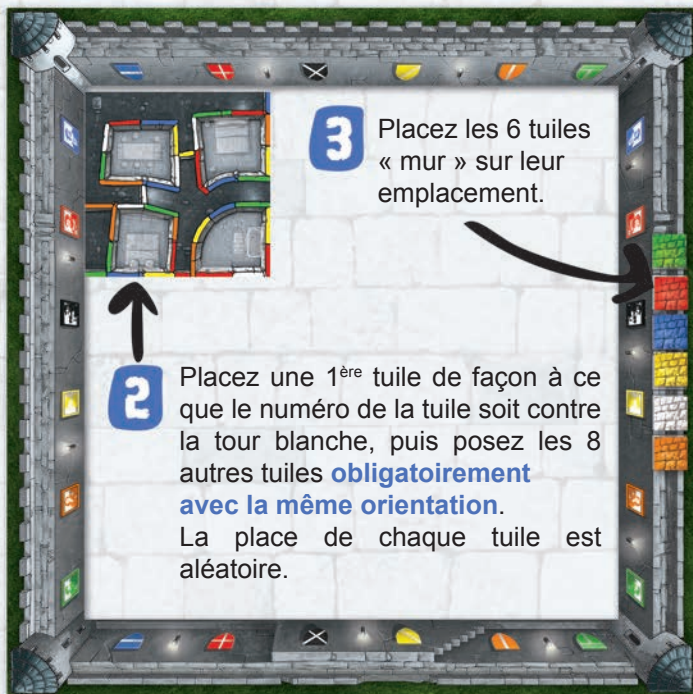 3
Placez les 6 tuiles
« mur » sur leur
emplacement.
2
Placez une 1ère tuile de façon à ce
que le numéro de la tuile soit contre
la tour blanche, puis posez les 8
autres tuiles obligatoirement
avec la même orientation.
La place de chaque tuile est
aléatoire.